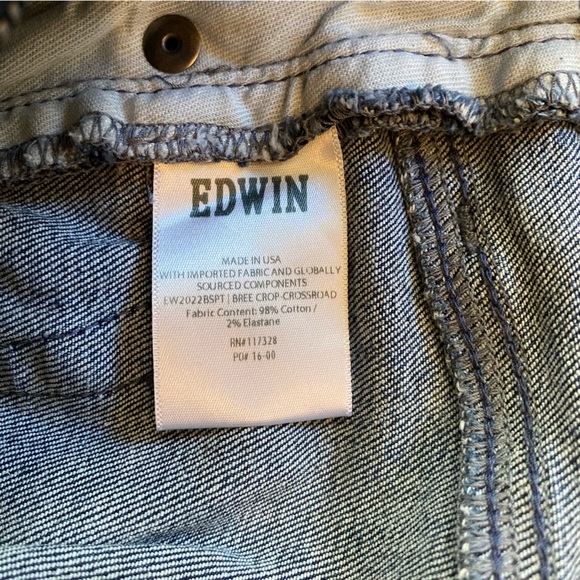 EDWIN
MADE IN USA
WITH IMPORTED FABRIC AND GLOBALLY
SOURCED COMPONENTS
EW2022BSPT | BREE CROP-CROSSROAD
Fabric Content: 98% Cotton /
2% Elastane
RN#117328
PO# 16-00